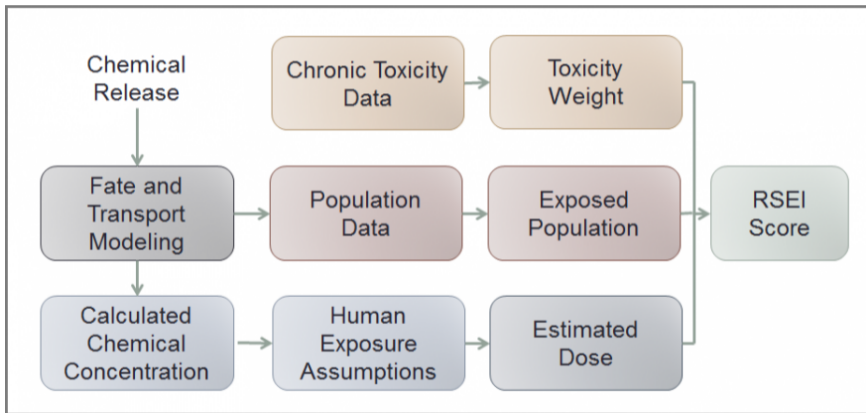 Chemical
Release
Chronic Toxicity
Data
Toxicity
Weight
Fate and
Transport
Modeling
Population
Data
Exposed
Population
RSEI
Score
Calculated
Chemical
Concentration
Human
Exposure
Assumptions
Estimated
Dose